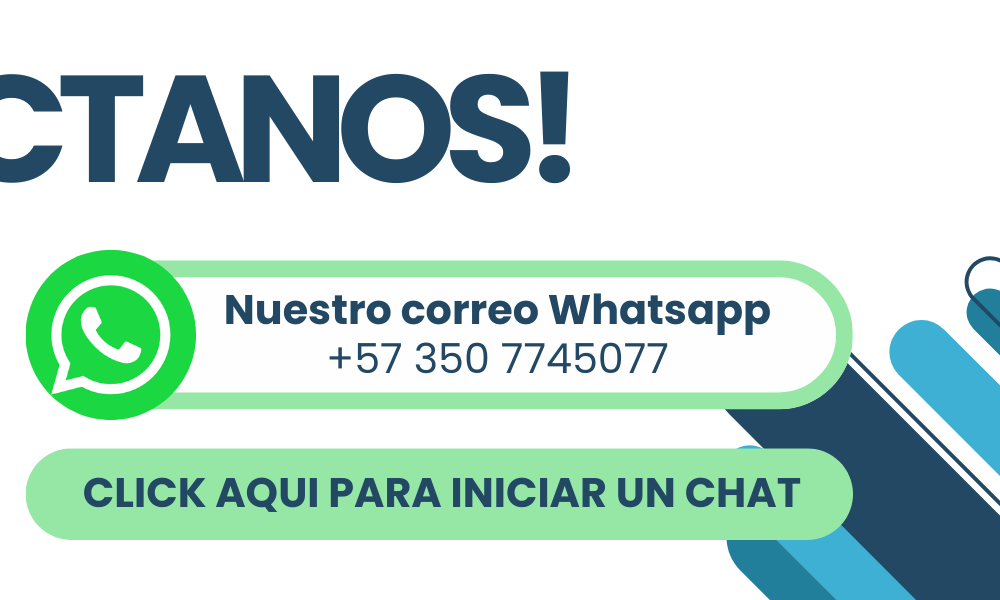 CTANOS!
Nuestro correo Whatsapp
+57 350 7745077
CLICK AQUI PARA INICIAR UN CHAT